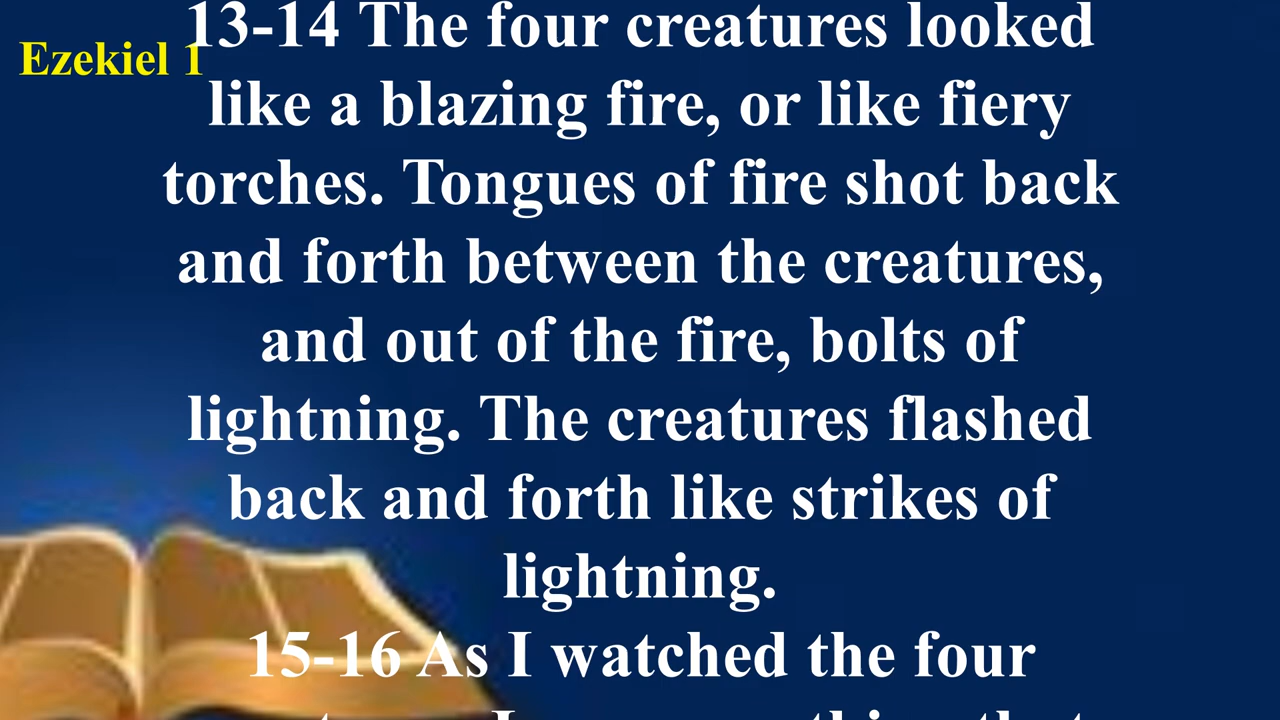 Ezekiel 1
13-14 The four creatures looked
like a blazing fire, or like fiery
torches. Tongues of fire shot back
and forth between the creatures,
and out of the fire, bolts of
lightning. The creatures flashed
back and forth like strikes of
lightning.
15-16 As I watched the four